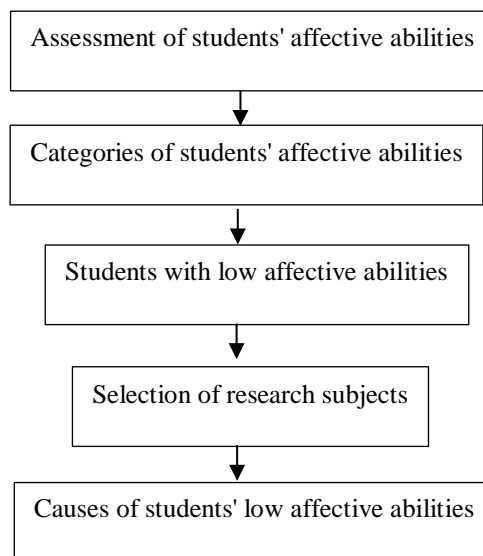 Assessment of students' affective abilities
Categories of students' affective abilities
Students with low affective abilities
Selection of research subjects
Causes of students' low affective abilities